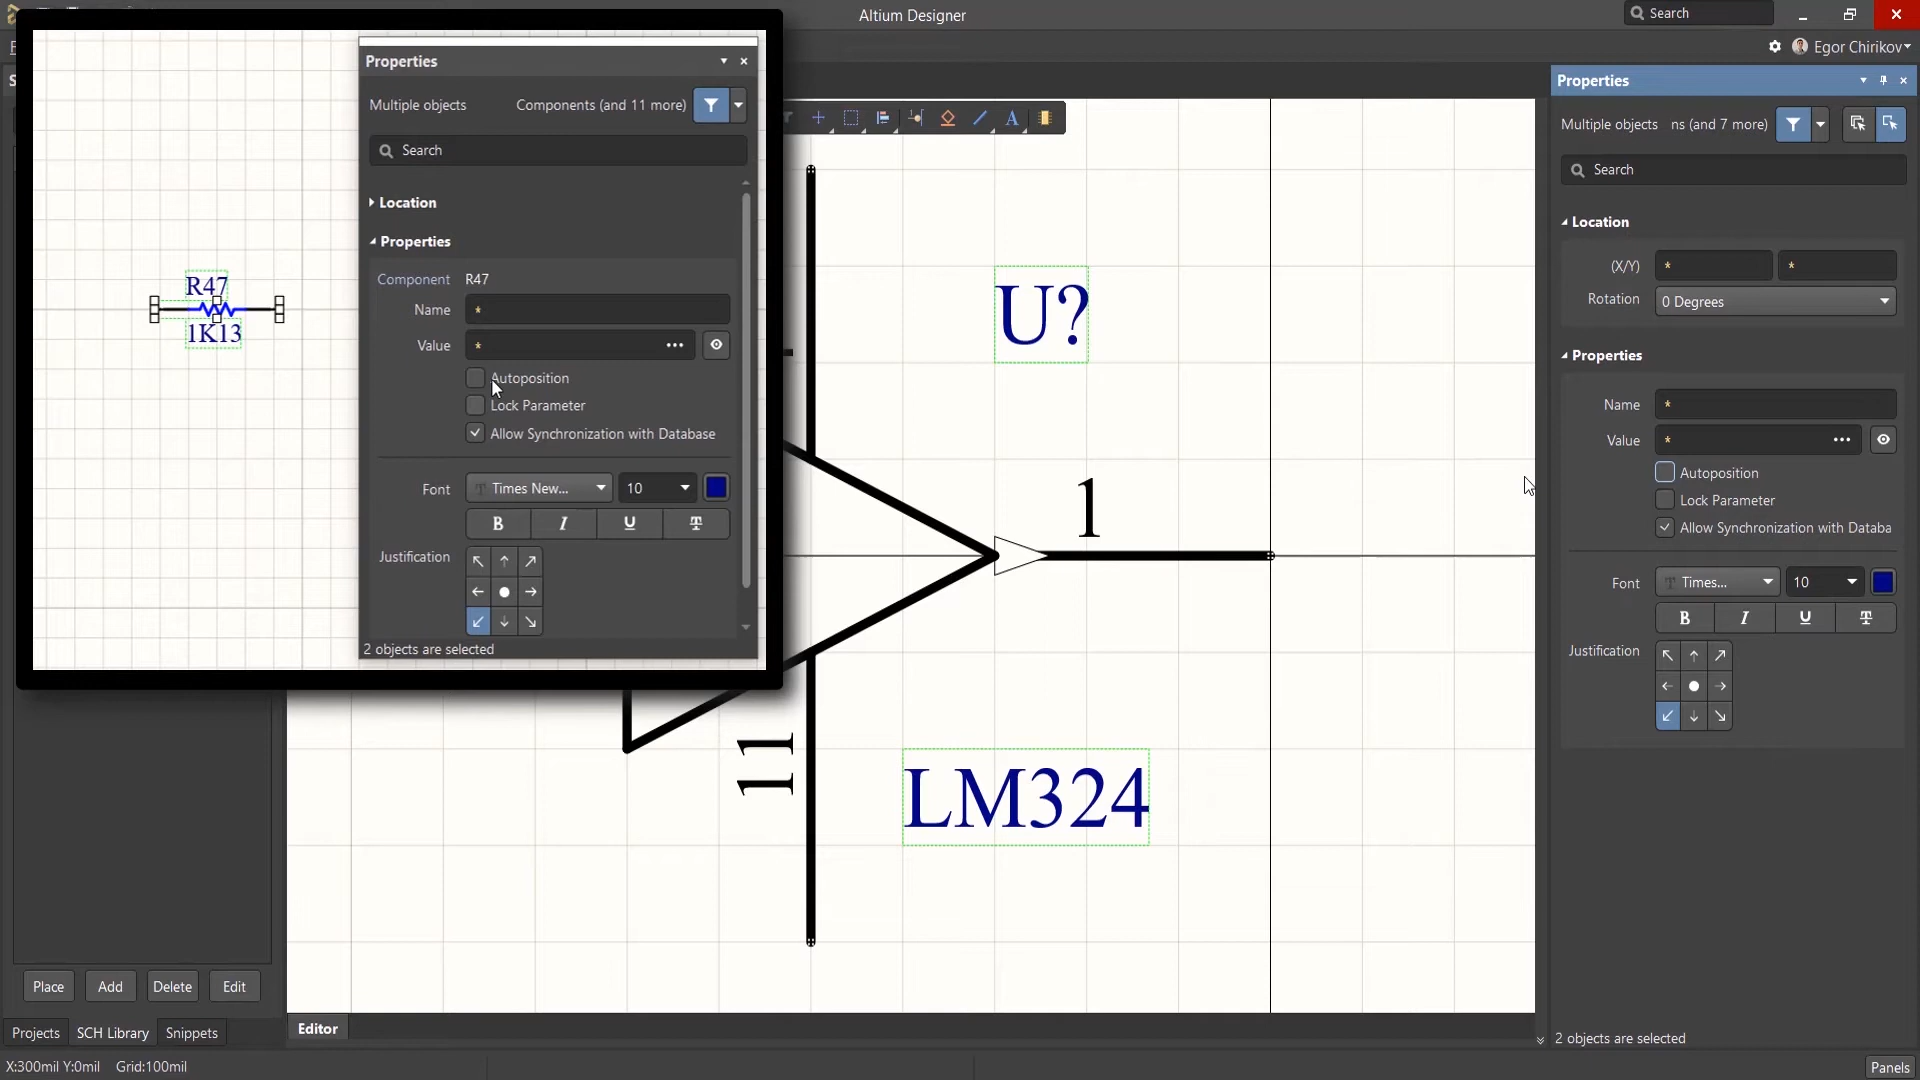 Altium Designer
Search
Egor Chirikov
Properties
Multiple objects Components (and 11 more)
Search
Location
Properties
Component R47
Name *
Value * •••
Autoposition
Lock Parameter
Allow Synchronization with Database
Font Times New... 10
B I U T
Justification
2 objects are selected
R47
1K13
U?
1
11
LM324
Properties
Multiple objects ns (and 7 more)
Search
Location
(X/Y) * *
Rotation 0 Degrees
Properties
Name *
Value * •••
Autoposition
Lock Parameter
Allow Synchronization with Databa
Font Times... 10
B I U T
Justification
2 objects are selected
Place Add Delete Edit
Projects SCH Library Snippets
Editor
X:300mil Y:0mil Grid:100mil
Panels